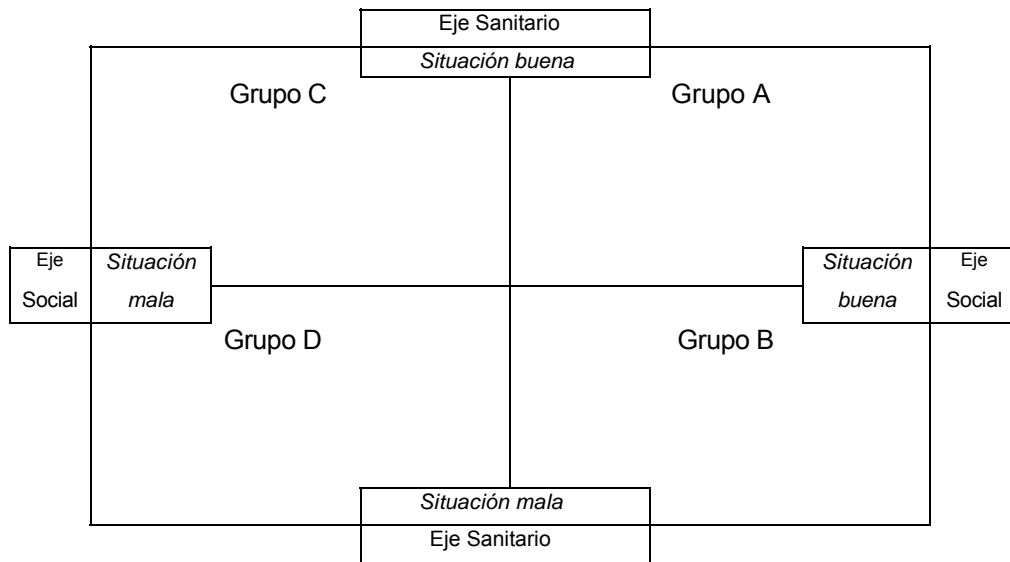 Eje Sanitario
Situación buena
Grupo C
Grupo A
Eje
Social
Situación
mala
Situación
buena
Eje
Social
Grupo D
Grupo B
Situación mala
Eje Sanitario